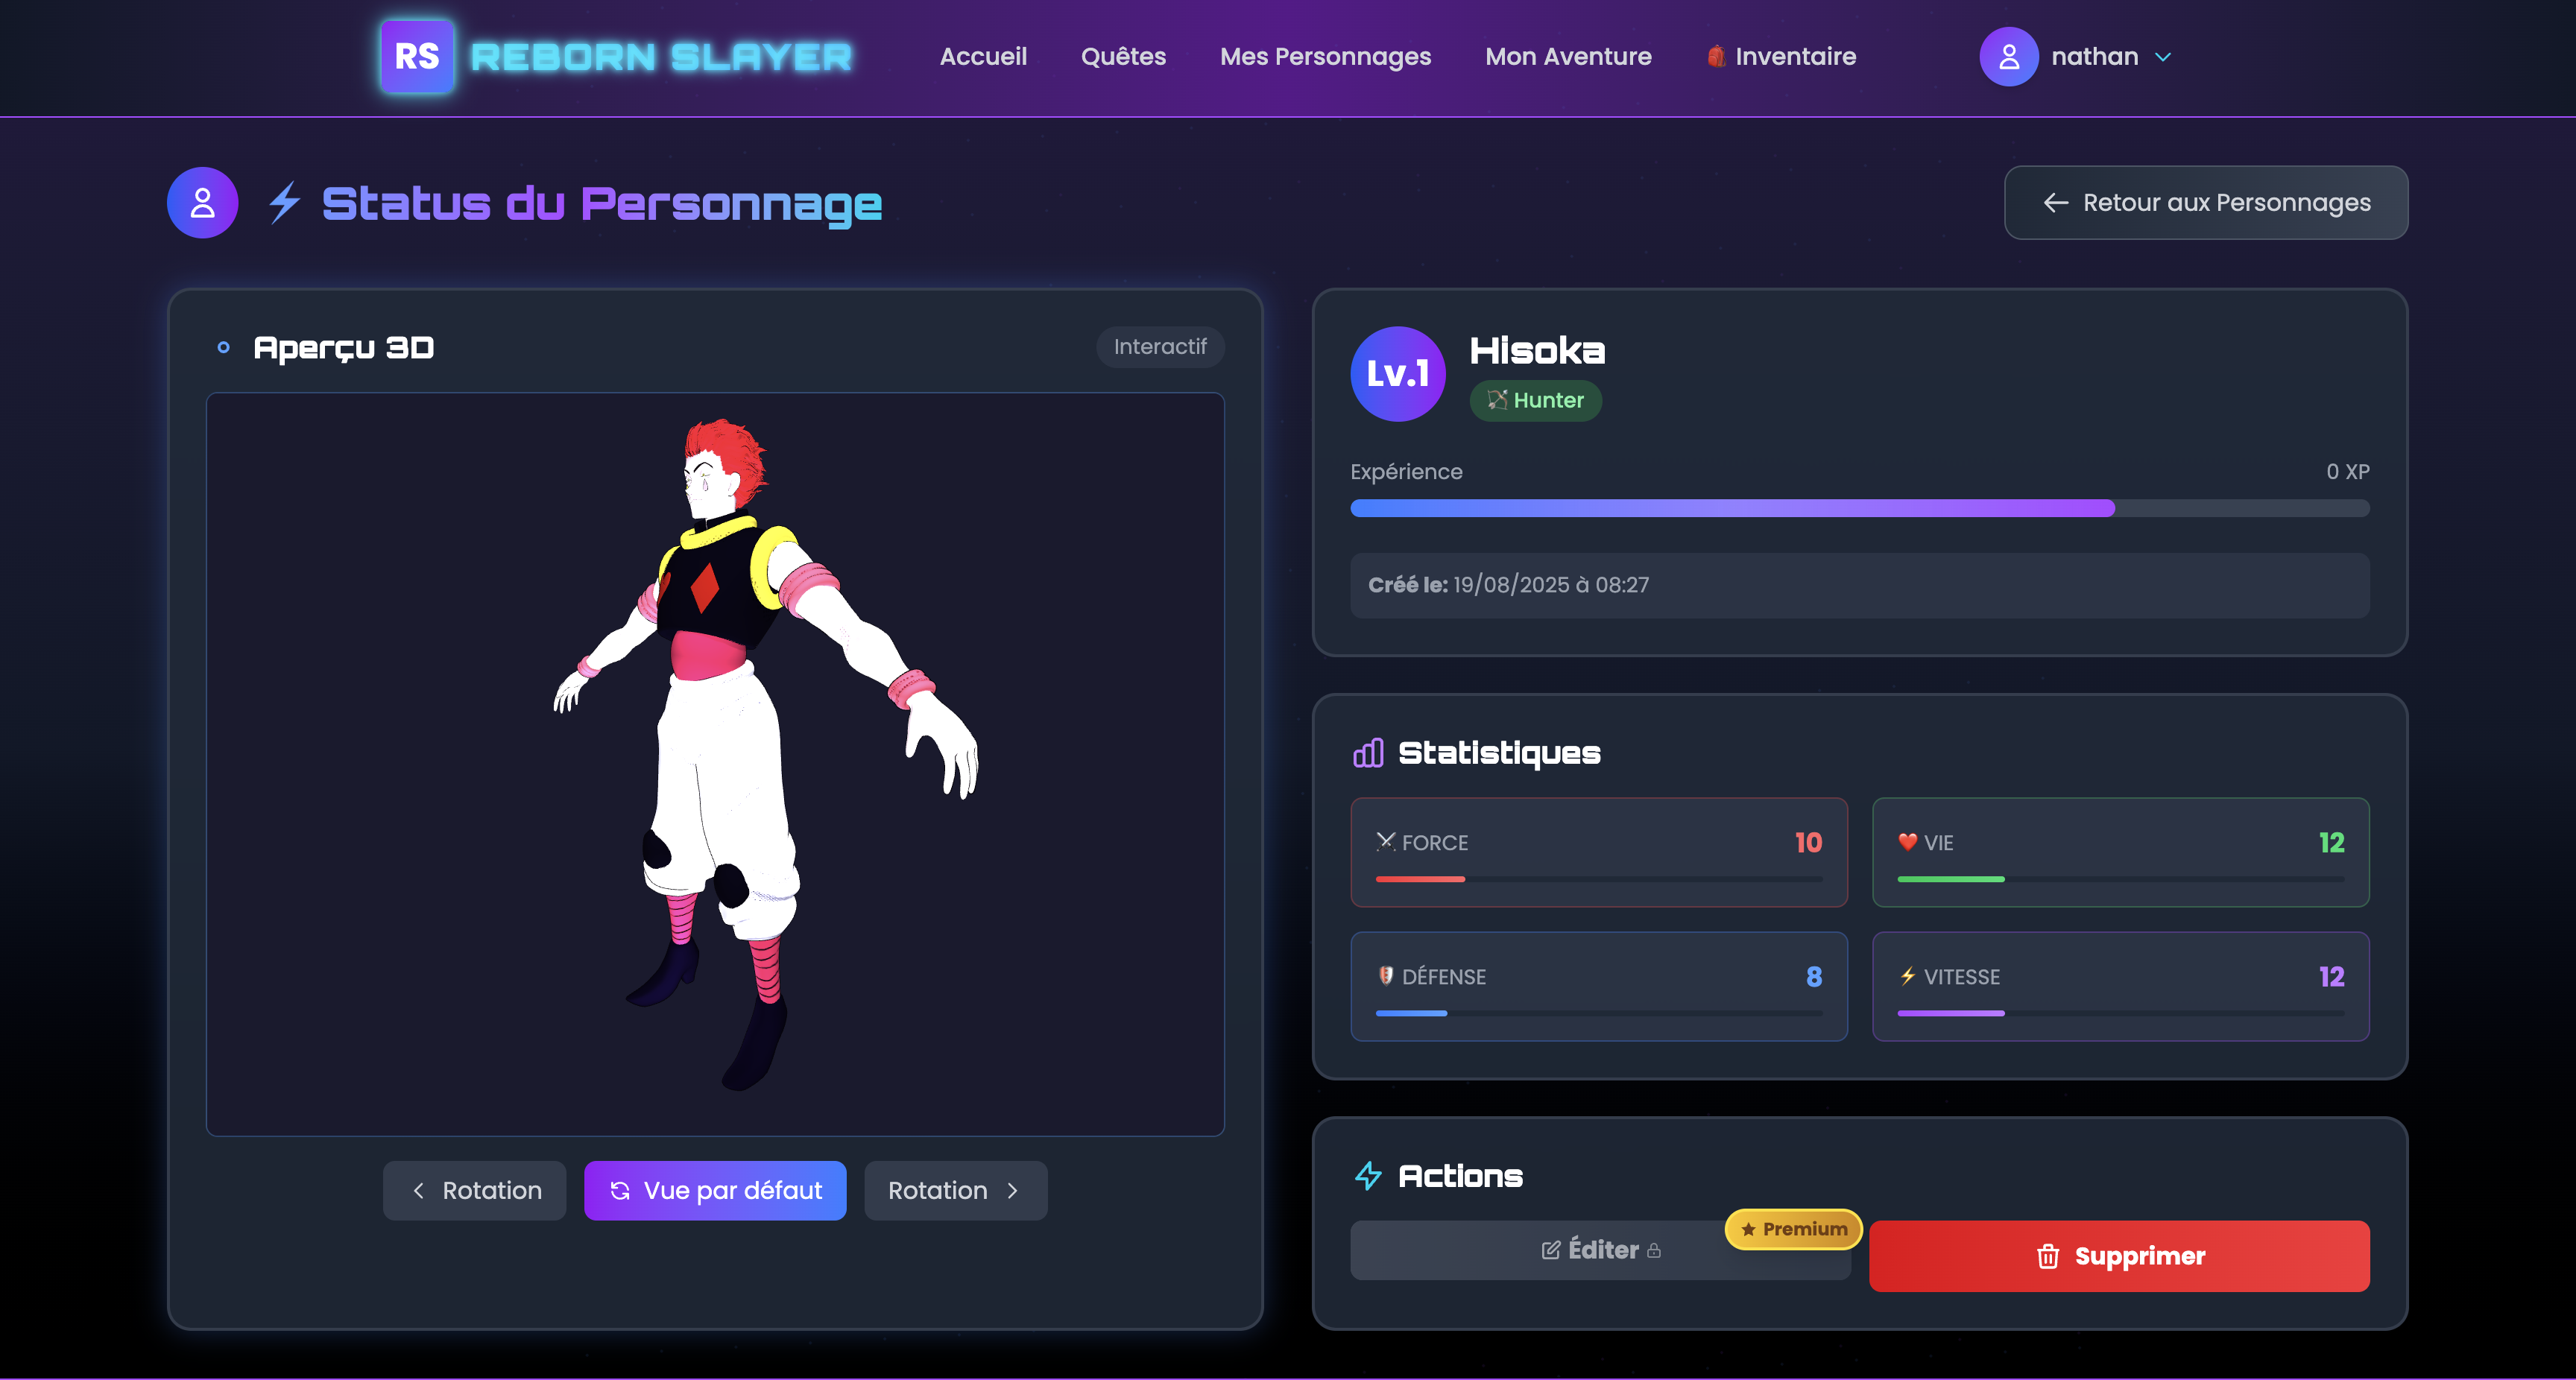 RS REBORN SLAYER Accueil Quêtes Mes Personnages Mon Aventure Inventaire nathan
Status du Personnage
Retour aux Personnages
Aperçu 3D
Interactif
Rotation
Vue par défaut
Rotation
Lv.1
Hisoka
Hunter
Expérience
0 XP
Créé le: 19/08/2025 à 08:27
Statistiques
FORCE
10
VIE
12
DÉFENSE
8
VITESSE
12
Actions
Éditer
Premium
Supprimer